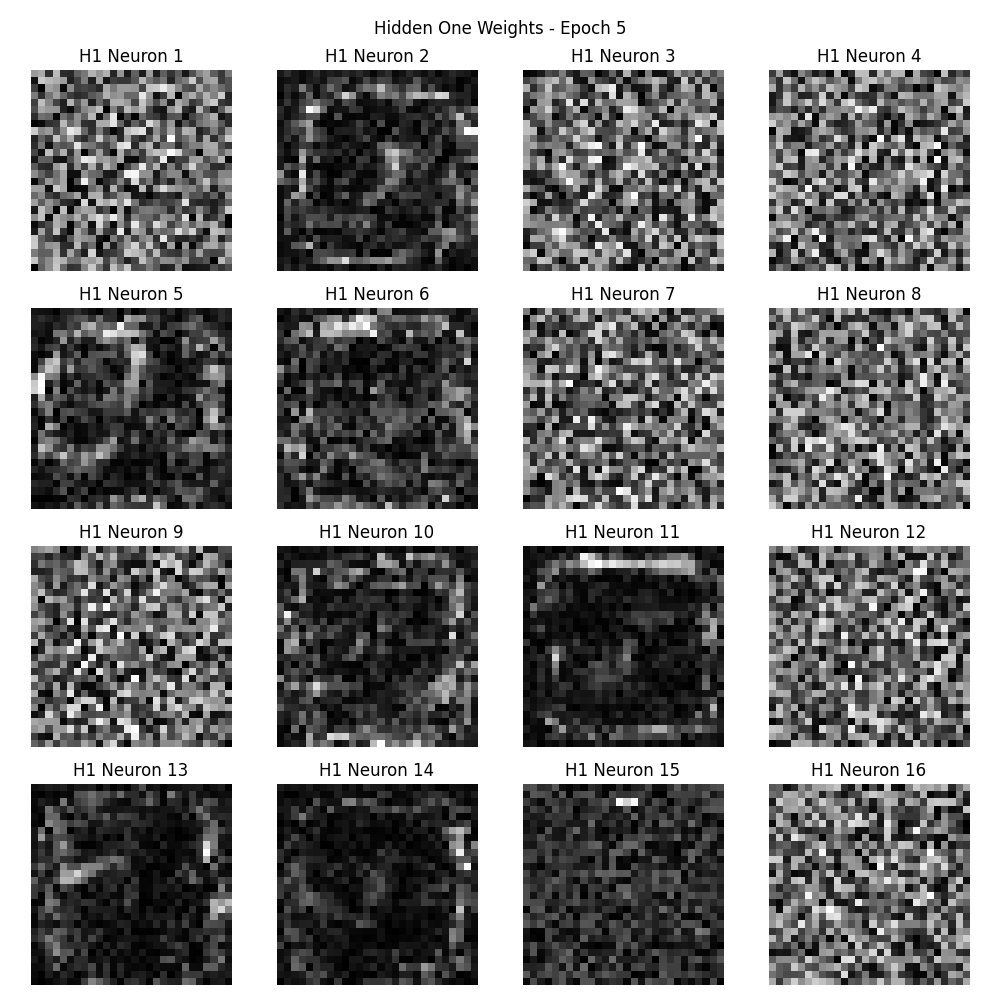 Hidden One Weights - Epoch 5
H1 Neuron 1
H1 Neuron 2
H1 Neuron 3
H1 Neuron 4
H1 Neuron 5
H1 Neuron 6
H1 Neuron 7
H1 Neuron 8
H1 Neuron 9
H1 Neuron 10
H1 Neuron 11
H1 Neuron 12
H1 Neuron 13
H1 Neuron 14
H1 Neuron 15
H1 Neuron 16